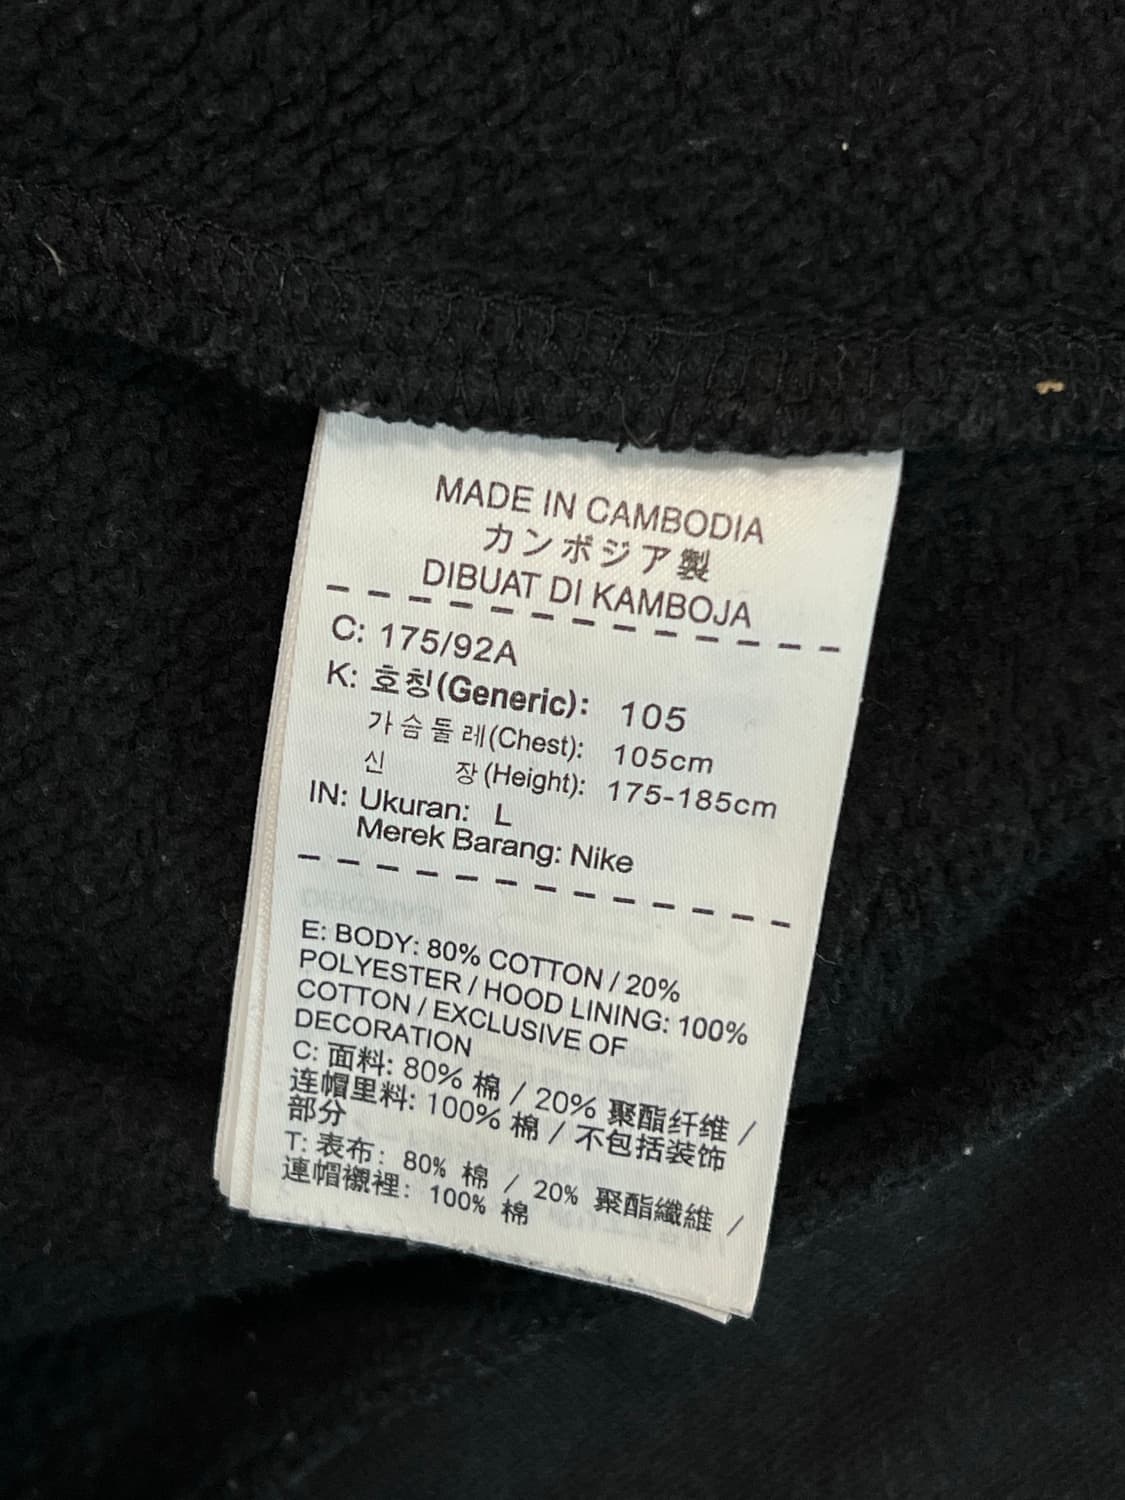 MADE IN CAMBODIA
カンボジア製
DIBUAT DI KAMBOJA
C: 175/92A
K: 호칭(Generic): 105
가슴둘레(Chest): 105cm
신 장(Height): 175-185cm
IN: Ukuran: L
Merek Barang: Nike
E: BODY: 80% COTTON / 20%
POLYESTER / HOOD LINING: 100%
COTTON / EXCLUSIVE OF
DECORATION
C: 面料: 80% 棉 / 20% 聚酯纤维 /
连帽里料: 100% 棉 / 不包括装饰
部分
T: 表布: 80% 棉 / 20% 聚酯纖維 /
連帽襯裡: 100% 棉